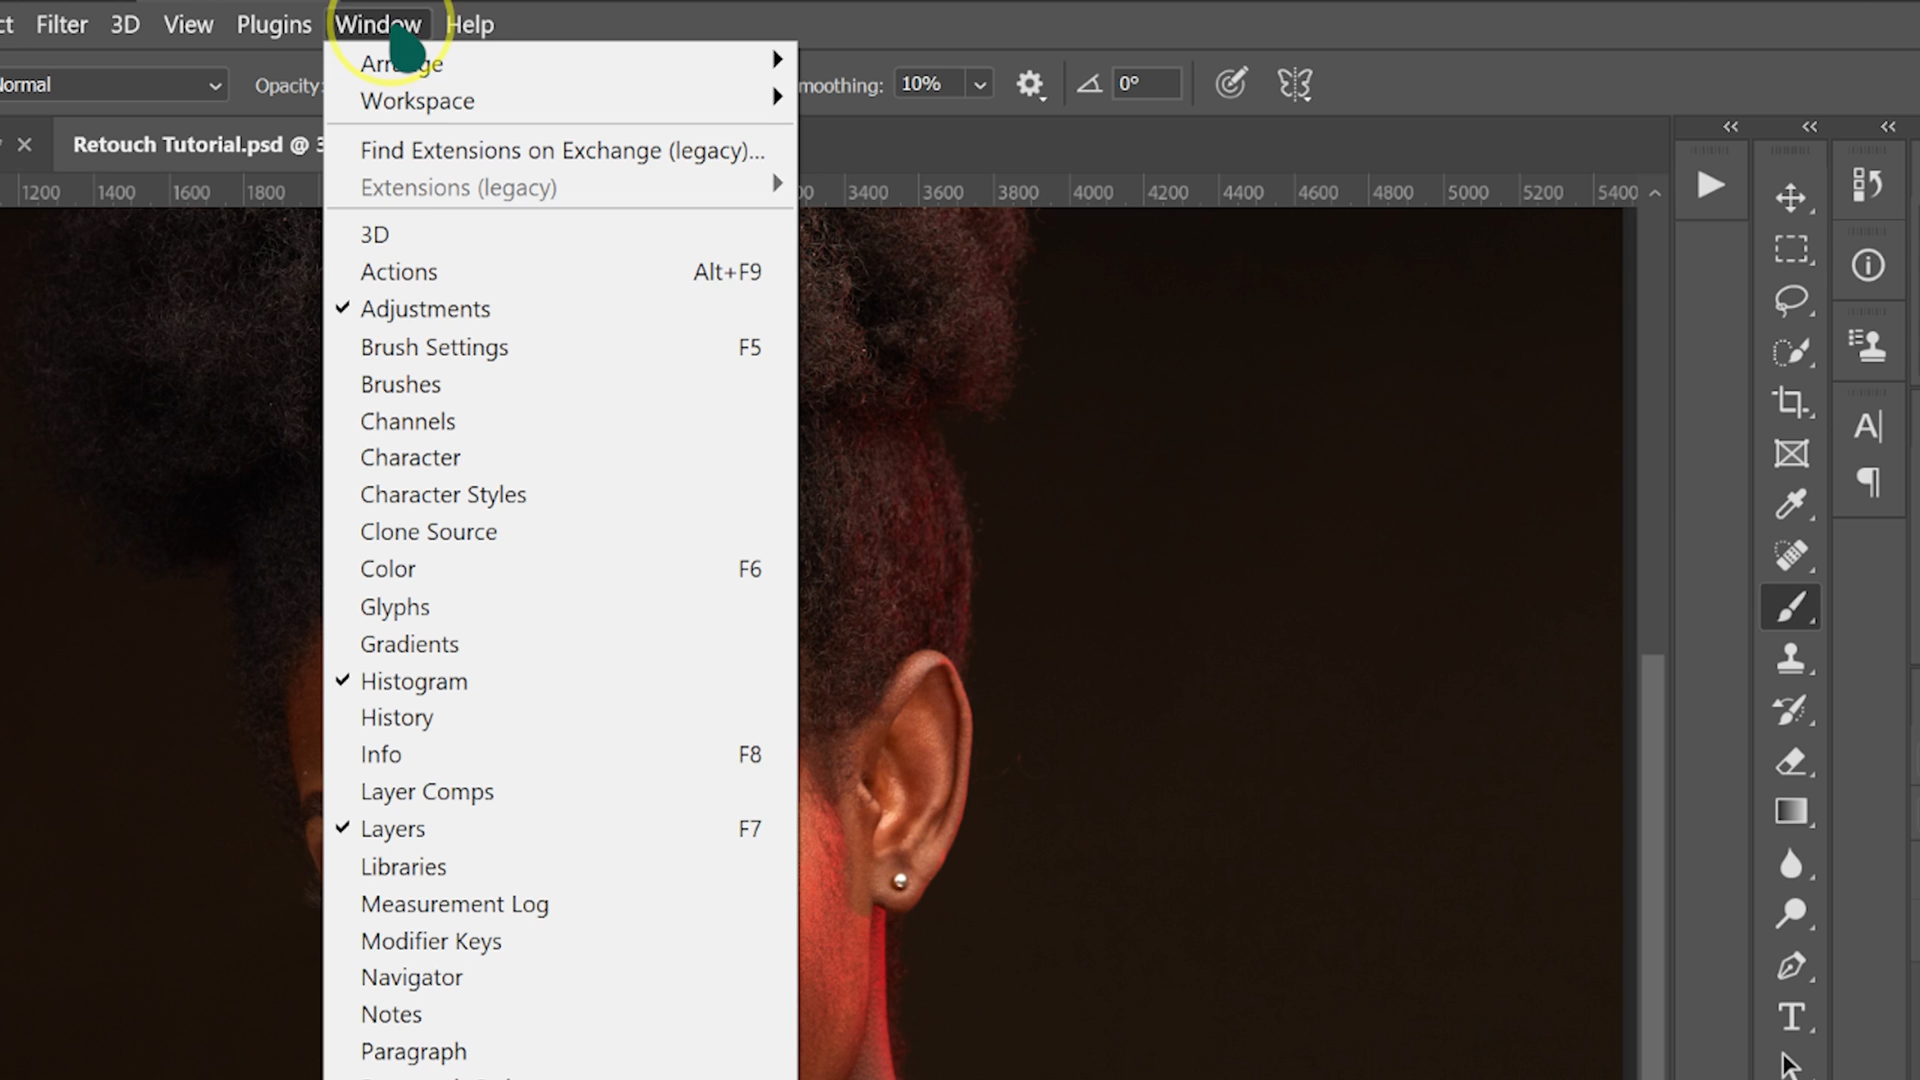 ct Filter 3D View Plugins Window Help
ormal Opacity: moothing: 10% 0°
Retouch Tutorial.psd @ 3
1200 1400 1600 1800 00 3400 3600 3800 4000 4200 4400 4600 4800 5000 5200 5400
Arrange
Workspace
Find Extensions on Exchange (legacy)...
Extensions (legacy)
3D
Actions Alt+F9
Adjustments
Brush Settings F5
Brushes
Channels
Character
Character Styles
Clone Source
Color F6
Glyphs
Gradients
Histogram
History
Info F8
Layer Comps
Layers F7
Libraries
Measurement Log
Modifier Keys
Navigator
Notes
Paragraph